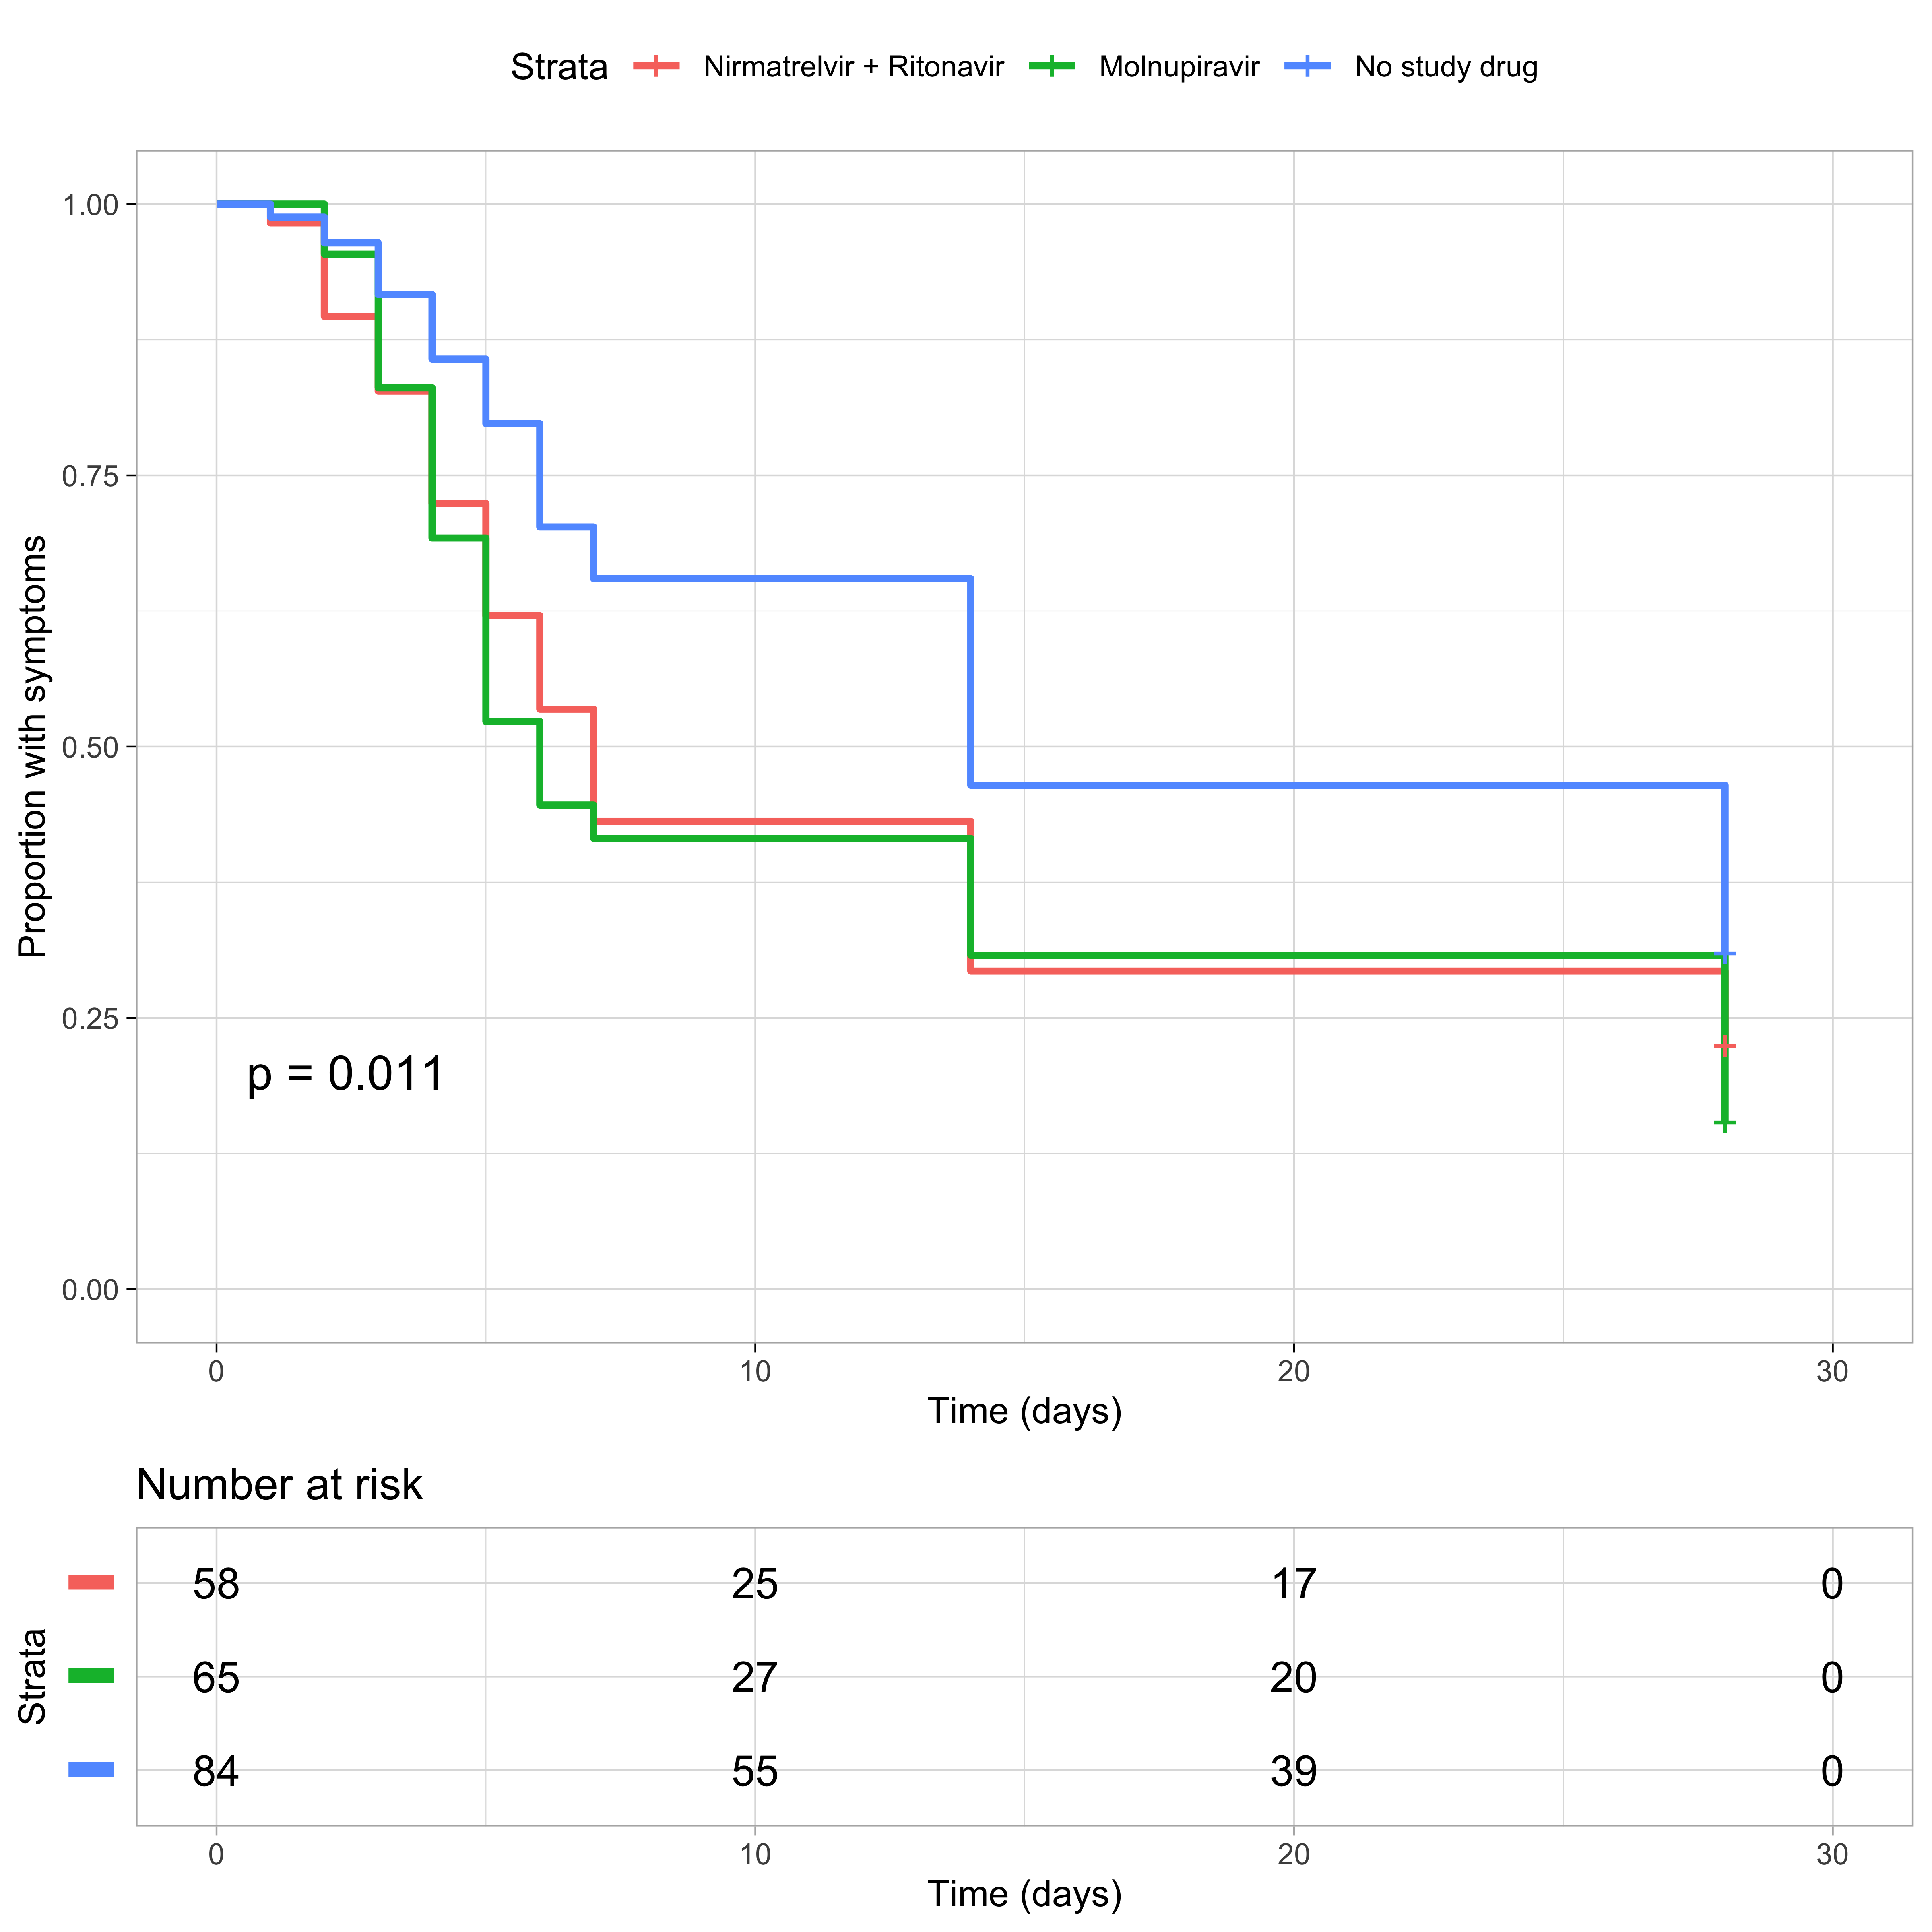 Strata Nirmatrelvir + Ritonavir Molnupiravir No study drug
Proportion with symptoms
1.00
0.75
0.50
0.25
0.00
p = 0.011
0 10 20 30
Time (days)
Number at risk
Strata
58 25 17 0
65 27 20 0
84 55 39 0
0 10 20 30
Time (days)